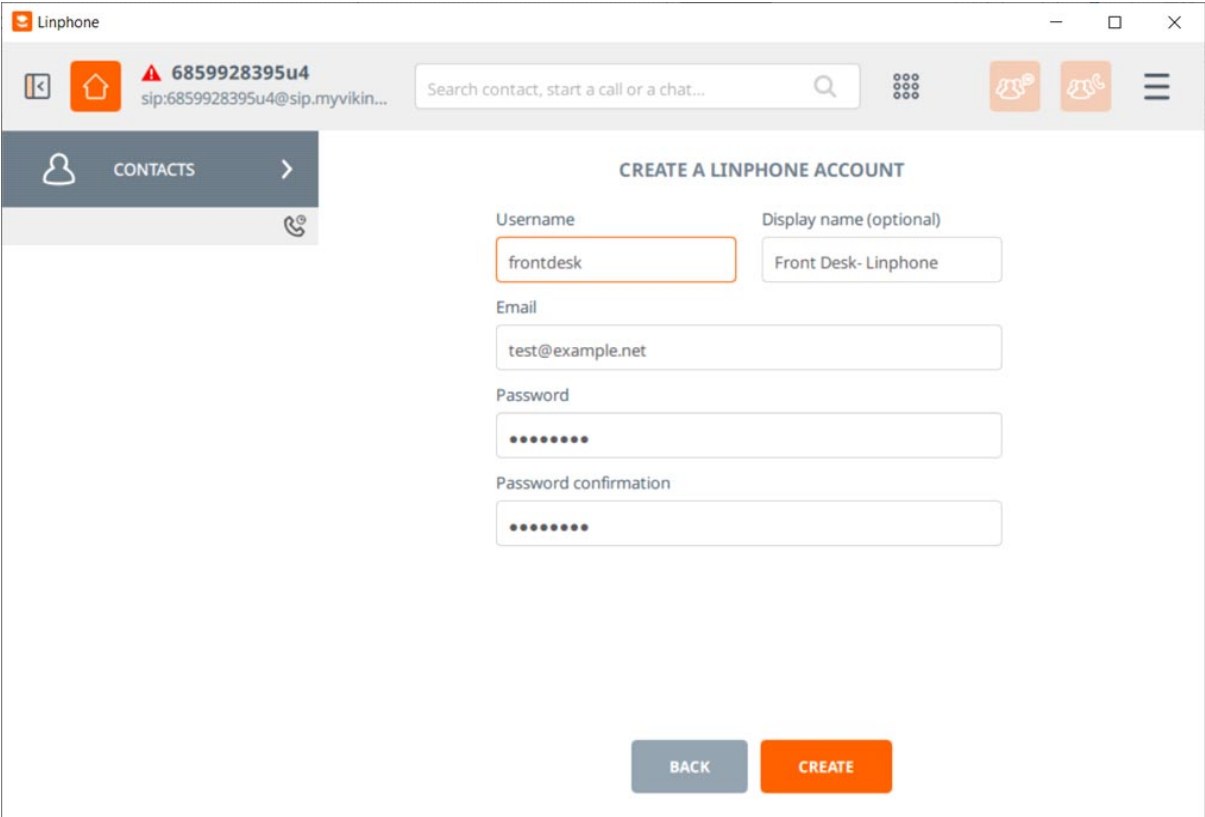 Linphone
6859928395u4
sip:6859928395u4@sip.myvikin...
Search contact, start a call or a chat...
CONTACTS
CREATE A LINPHONE ACCOUNT
Username
Display name (optional)
frontdesk
Front Desk- Linphone
Email
test@example.net
Password
••••••••
Password confirmation
••••••••
BACK
CREATE